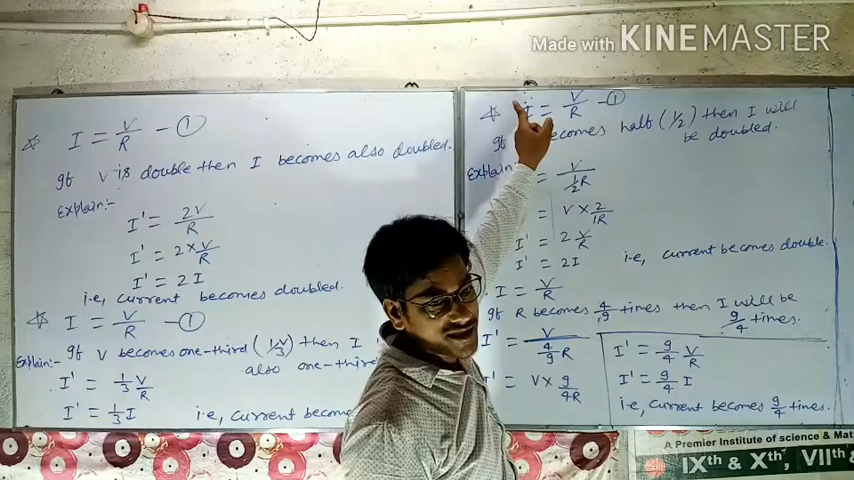 Made with KINEMASTER
I = V/R - ①
If V is double then I becomes also doubled.
Explain:-
I' = 2V/R
I' = 2 × V/R
I' = 2I
i.e, current becomes doubled.
I = V/R - ①
If V becomes one-third (1/3 V) then I
also one-third
Explain:-
I' = 1/3 V/R
I' = 1/3 I
i.e, current become
I = V/R - ①
If becomes half (1/2) then I will
be doubled.
Explain
= V/(1/2 R)
= V × 2/1R
I' = 2 V/R
I' = 2I
i.e, current becomes double.
I = V/R
If R becomes 4/9 times then I will be
9/4 times.
I' = V/(4/9 R)
I' = V × 9/4R
I' = 9/4 V/R
I' = 9/4 I
i.e, current becomes 9/4 times.
A Premier Institute of Science & Mat
IXth & Xth, VII